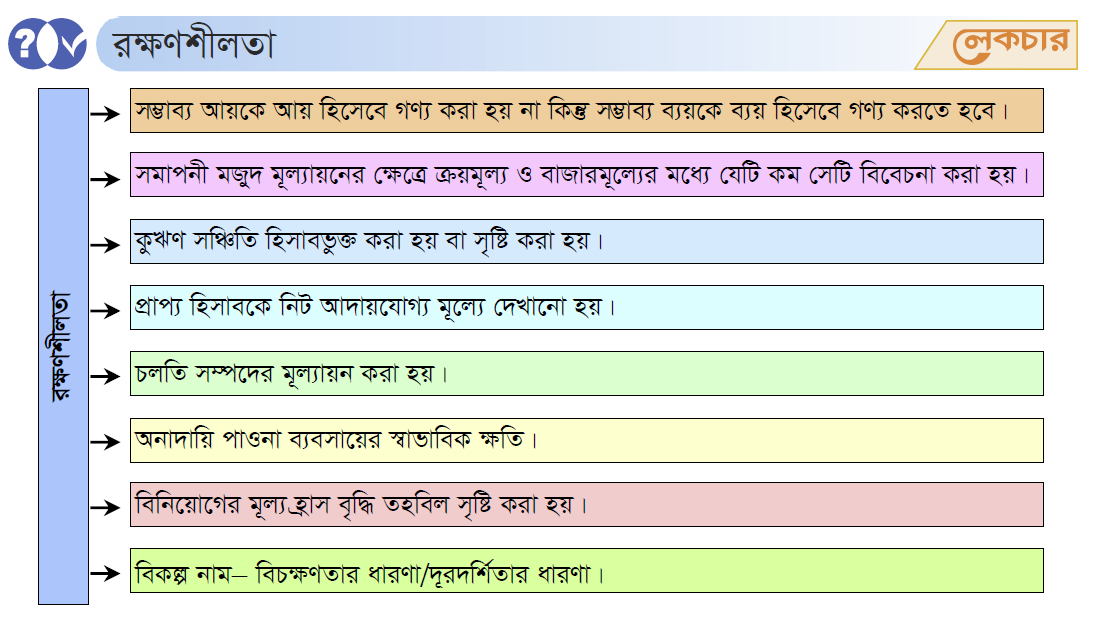 রক্ষণশীলতা
লেকচার
রক্ষণশীলতা
সম্ভাব্য আয়কে আয় হিসেবে গণ্য করা হয় না কিন্তু সম্ভাব্য ব্যয়কে ব্যয় হিসেবে গণ্য করতে হবে।
সমাপনী মজুদ মূল্যায়নের ক্ষেত্রে ক্রয়মূল্য ও বাজারমূল্যের মধ্যে যেটি কম সেটি বিবেচনা করা হয়।
কুঋণ সঞ্চিতি হিসাবভুক্ত করা হয় বা সৃষ্টি করা হয়।
প্রাপ্য হিসাবকে নিট আদায়যোগ্য মূল্যে দেখানো হয়।
চলতি সম্পদের মূল্যায়ন করা হয়।
অনাদায়ি পাওনা ব্যবসায়ের স্বাভাবিক ক্ষতি।
বিনিয়োগের মূল্য হ্রাস বৃদ্ধি তহবিল সৃষ্টি করা হয়।
বিকল্প নাম– বিচক্ষণতার ধারণা/দূরদর্শিতার ধারণা।